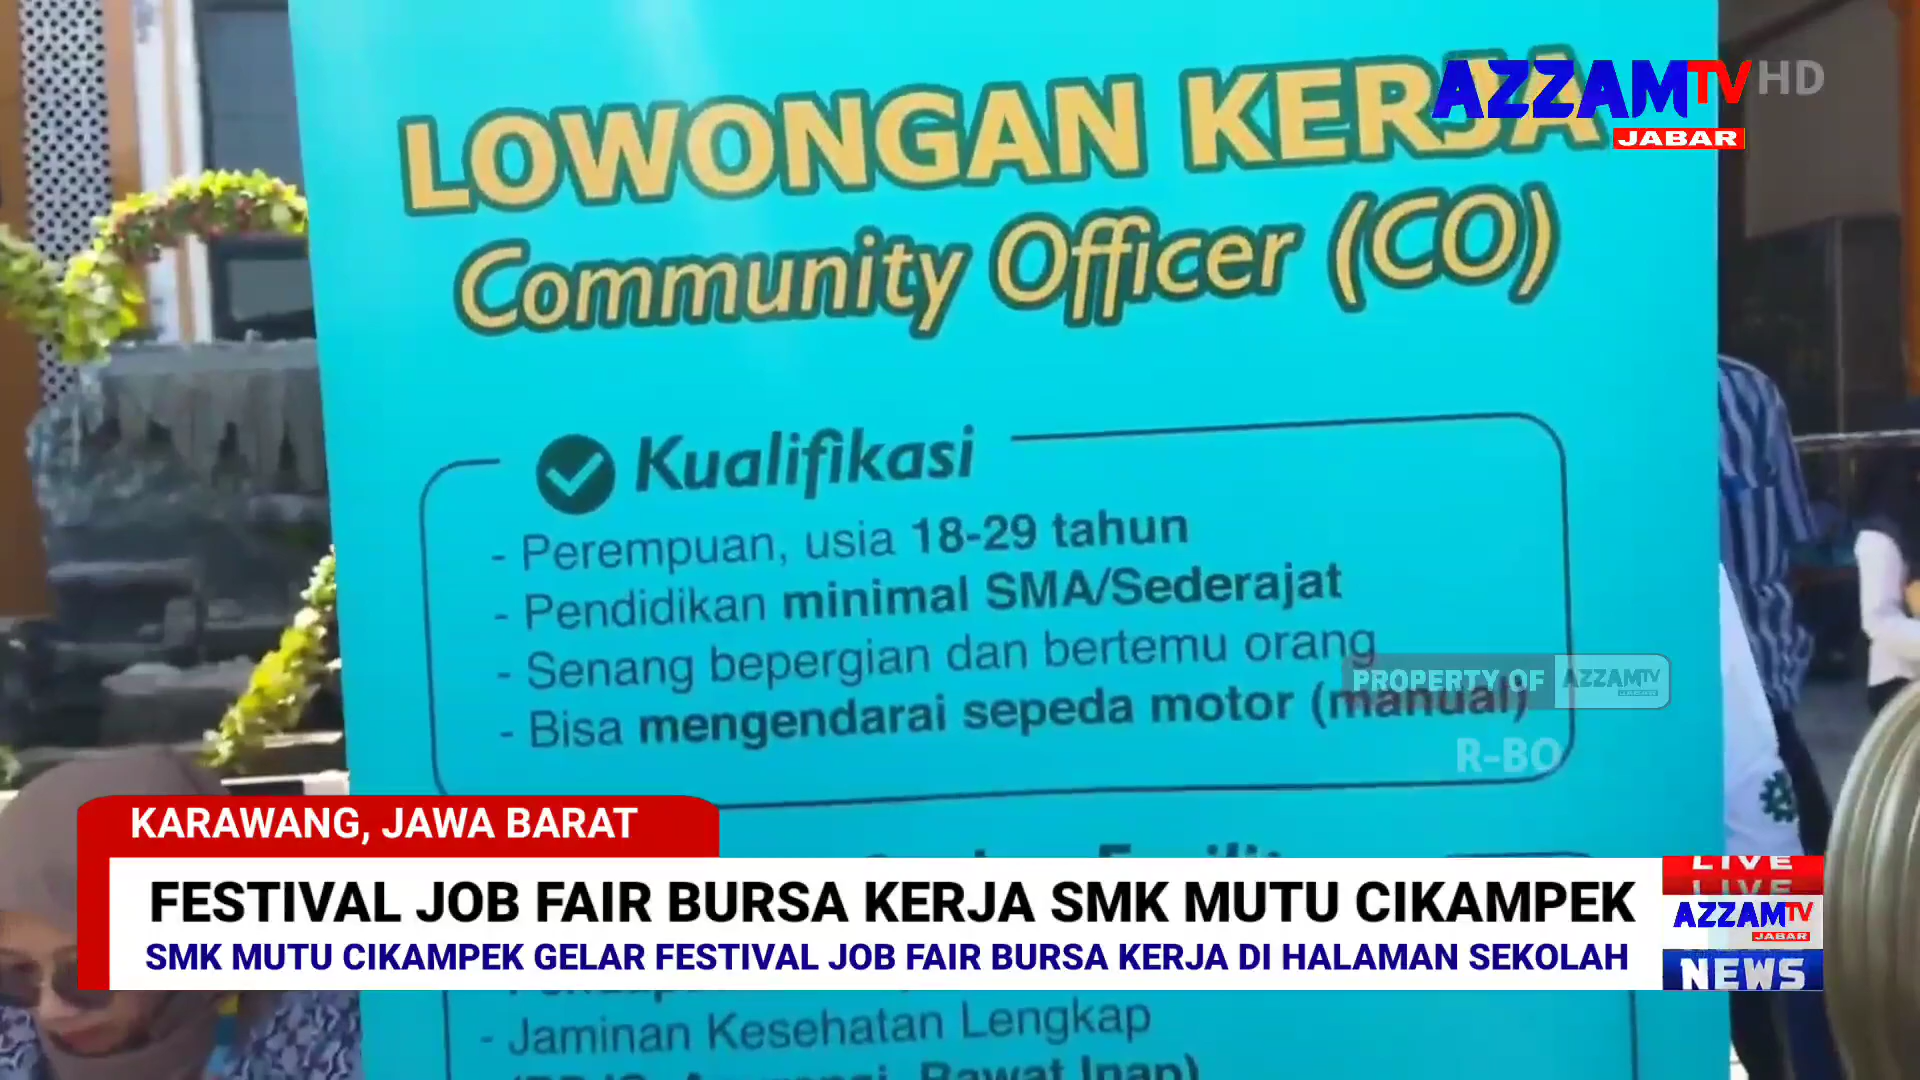 LOWONGAN KERJA
AZZAMTV HD
JABAR
Community Officer (CO)
Kualifikasi
- Perempuan, usia 18-29 tahun
- Pendidikan minimal SMA/Sederajat
- Senang bepergian dan bertemu orang
- Bisa mengendarai sepeda motor (manual)
PROPERTY OF AZZAMTV
R-BO
KARAWANG, JAWA BARAT
FESTIVAL JOB FAIR BURSA KERJA SMK MUTU CIKAMPEK
SMK MUTU CIKAMPEK GELAR FESTIVAL JOB FAIR BURSA KERJA DI HALAMAN SEKOLAH
LIVE
LIVE
AZZAMTV
JABAR
NEWS
- Jaminan Kesehatan Lengkap
Rawat Inap)